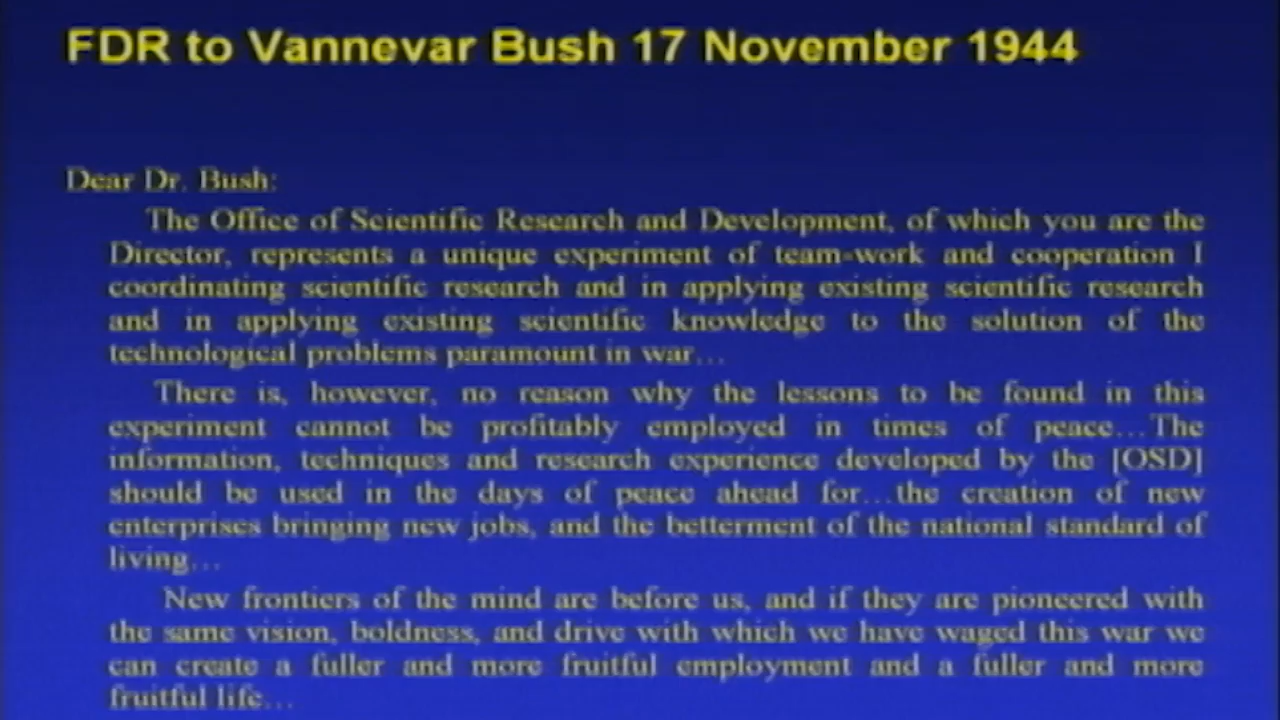 FDR to Vannevar Bush 17 November 1944
Dear Dr. Bush:
The Office of Scientific Research and Development, of which you are the
Director, represents a unique experiment of team-work and cooperation I
coordinating scientific research and in applying existing scientific research
and in applying existing scientific knowledge to the solution of the
technological problems paramount in war…
There is, however, no reason why the lessons to be found in this
experiment cannot be profitably employed in times of peace…The
information, techniques and research experience developed by the [OSD]
should be used in the days of peace ahead for…the creation of new
enterprises bringing new jobs, and the betterment of the national standard of
living…
New frontiers of the mind are before us, and if they are pioneered with
the same vision, boldness, and drive with which we have waged this war we
can create a fuller and more fruitful employment and a fuller and more
fruitful life…